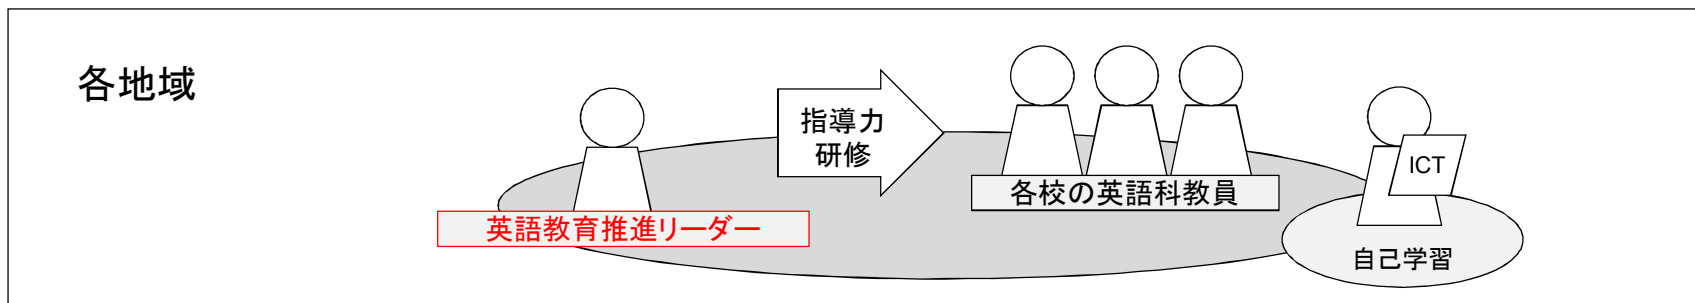 各地域
指導力
研修
ICT
各校の英語科教員
英語教育推進リーダー
自己学習